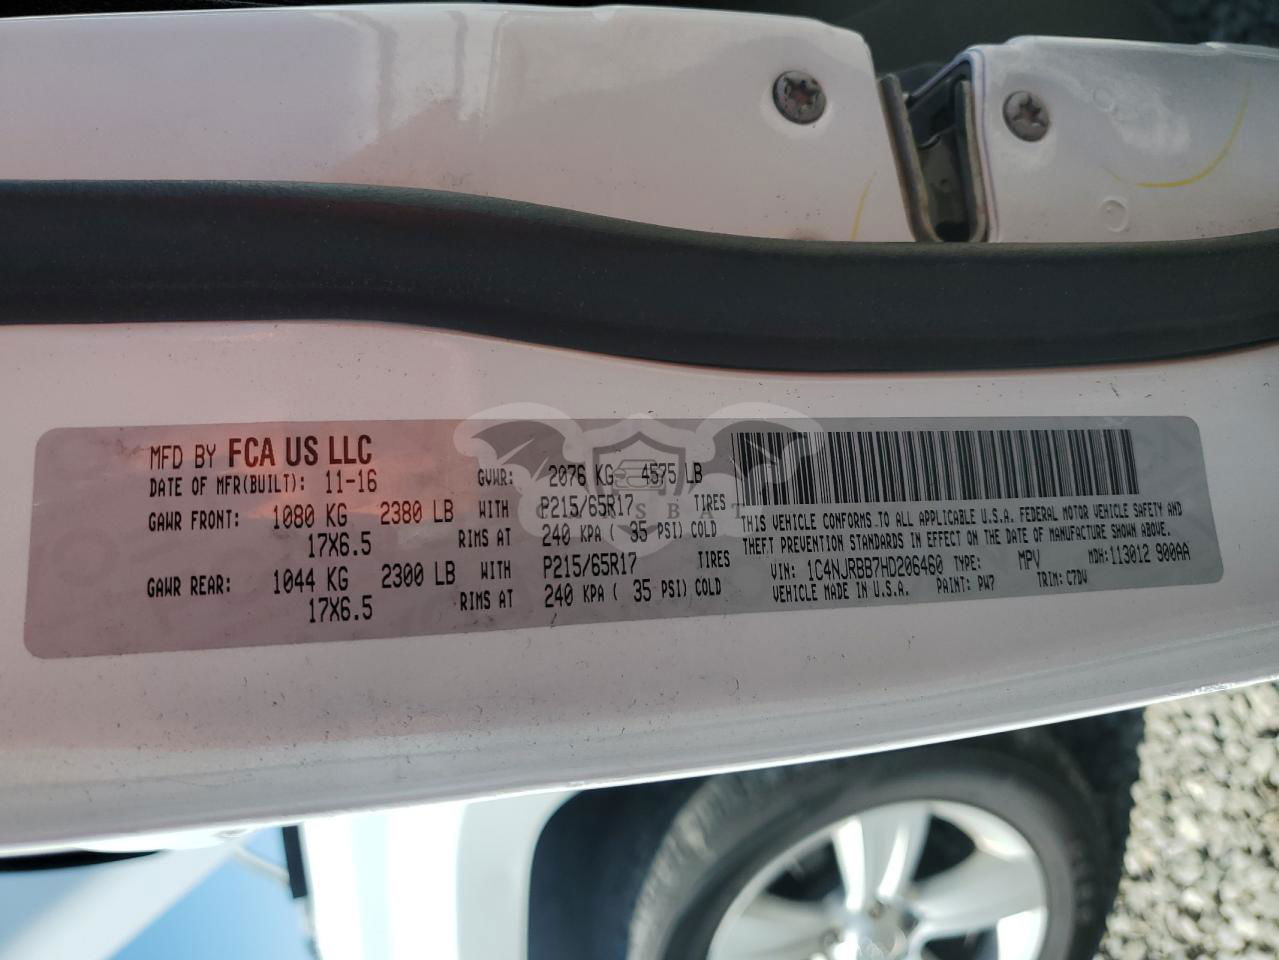 MFD BY FCA US LLC
DATE OF MFR(BUILT): 11-16 GVWR: 2076 KG 4575 LB
GAWR FRONT: 1080 KG 2380 LB WITH P215/65R17 TIRES
17X6.5 RIMS AT 240 KPA ( 35 PSI) COLD
GAWR REAR: 1044 KG 2300 LB WITH P215/65R17 TIRES
17X6.5 RIMS AT 240 KPA ( 35 PSI) COLD
THIS VEHICLE CONFORMS TO ALL APPLICABLE U.S.A. FEDERAL MOTOR VEHICLE SAFETY AND
THEFT PREVENTION STANDARDS IN EFFECT ON THE DATE OF MANUFACTURE SHOWN ABOVE.
VIN: 1C4NJRBB7HD206460 TYPE: MPV MDH:113012 900AA
VEHICLE MADE IN U.S.A. PAINT: PW7 TRIM: C7DV